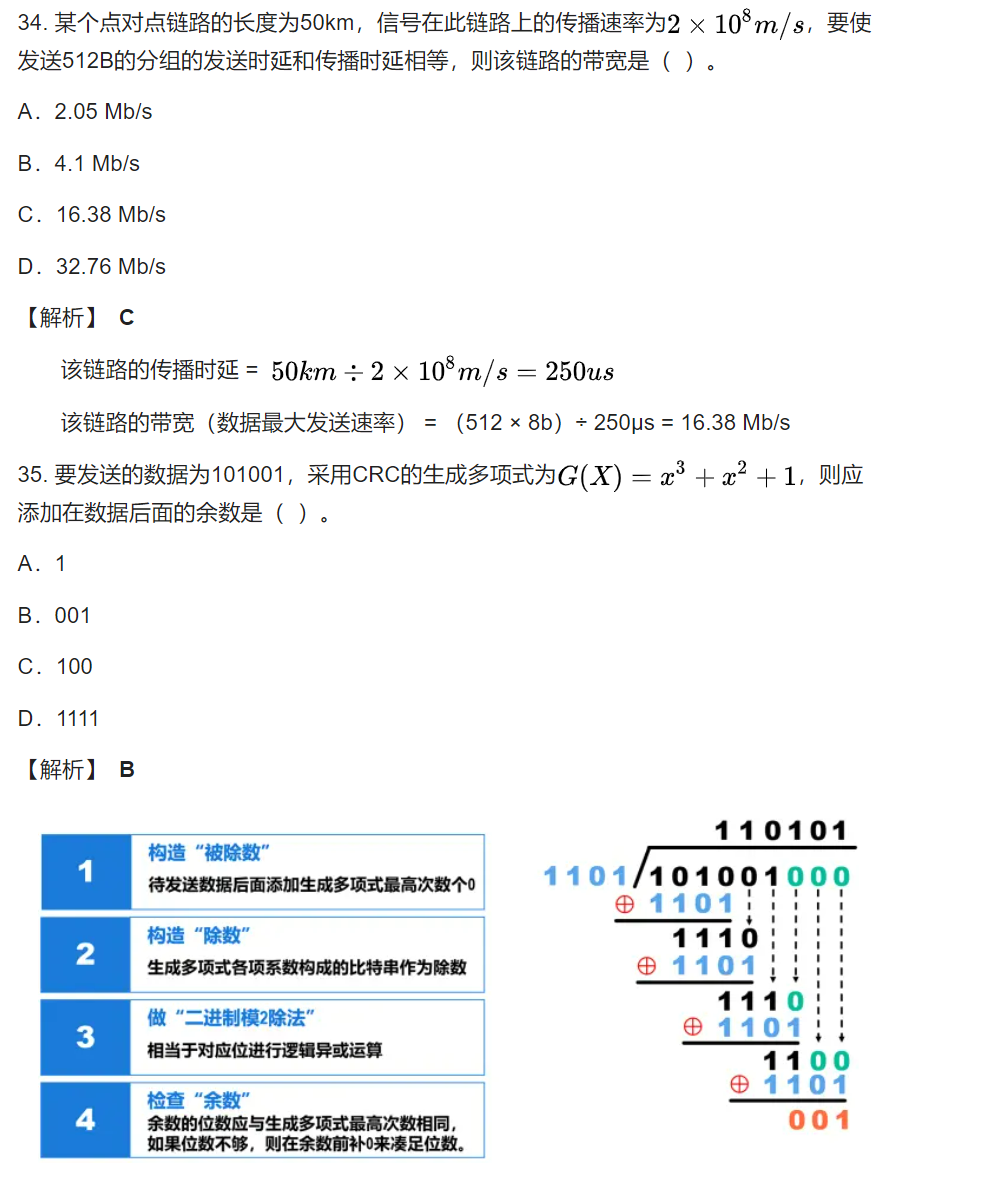 34. 某个点对点链路的长度为50km，信号在此链路上的传播速率为2 × 10⁸m/s，要使
发送512B的分组的发送时延和传播时延相等，则该链路的带宽是（ ）。
A．2.05 Mb/s
B．4.1 Mb/s
C．16.38 Mb/s
D．32.76 Mb/s
【解析】 C
该链路的传播时延 = 50km ÷ 2 × 10⁸m/s = 250us
该链路的带宽（数据最大发送速率） = （512 × 8b）÷ 250μs = 16.38 Mb/s
35. 要发送的数据为101001，采用CRC的生成多项式为G(X) = x³ + x² + 1，则应
添加在数据后面的余数是（ ）。
A．1
B．001
C．100
D．1111
【解析】 B
1
构造“被除数”
待发送数据后面添加生成多项式最高次数个0
2
构造“除数”
生成多项式各项系数构成的比特串作为除数
3
做“二进制模2除法”
相当于对应位进行逻辑异或运算
4
检查“余数”
余数的位数应与生成多项式最高次数相同，
如果位数不够，则在余数前补0来凑足位数。
110101
1101/101001000
⊕ 1101
1110
⊕ 1101
1110
⊕ 1101
1100
⊕ 1101
001